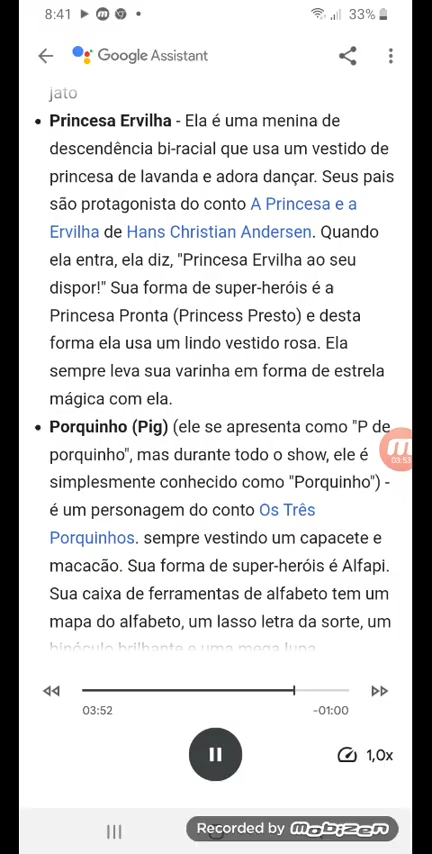 8:41
33%
Google Assistant
jato
• Princesa Ervilha - Ela é uma menina de
descendência bi-racial que usa um vestido de
princesa de lavanda e adora dançar. Seus pais
são protagonista do conto A Princesa e a
Ervilha de Hans Christian Andersen. Quando
ela entra, ela diz, "Princesa Ervilha ao seu
dispor!" Sua forma de super-heróis é a
Princesa Pronta (Princess Presto) e desta
forma ela usa um lindo vestido rosa. Ela
sempre leva sua varinha em forma de estrela
mágica com ela.
• Porquinho (Pig) (ele se apresenta como "P de
porquinho", mas durante todo o show, ele é
simplesmente conhecido como "Porquinho") -
é um personagem do conto Os Três
Porquinhos. sempre vestindo um capacete e
macacão. Sua forma de super-heróis é Alfapi.
Sua caixa de ferramentas de alfabeto tem um
mapa do alfabeto, um lasso letra da sorte, um
binóculo brilhante e uma mega lupa
03:53
03:52
-01:00
1,0x
Recorded by mobizen